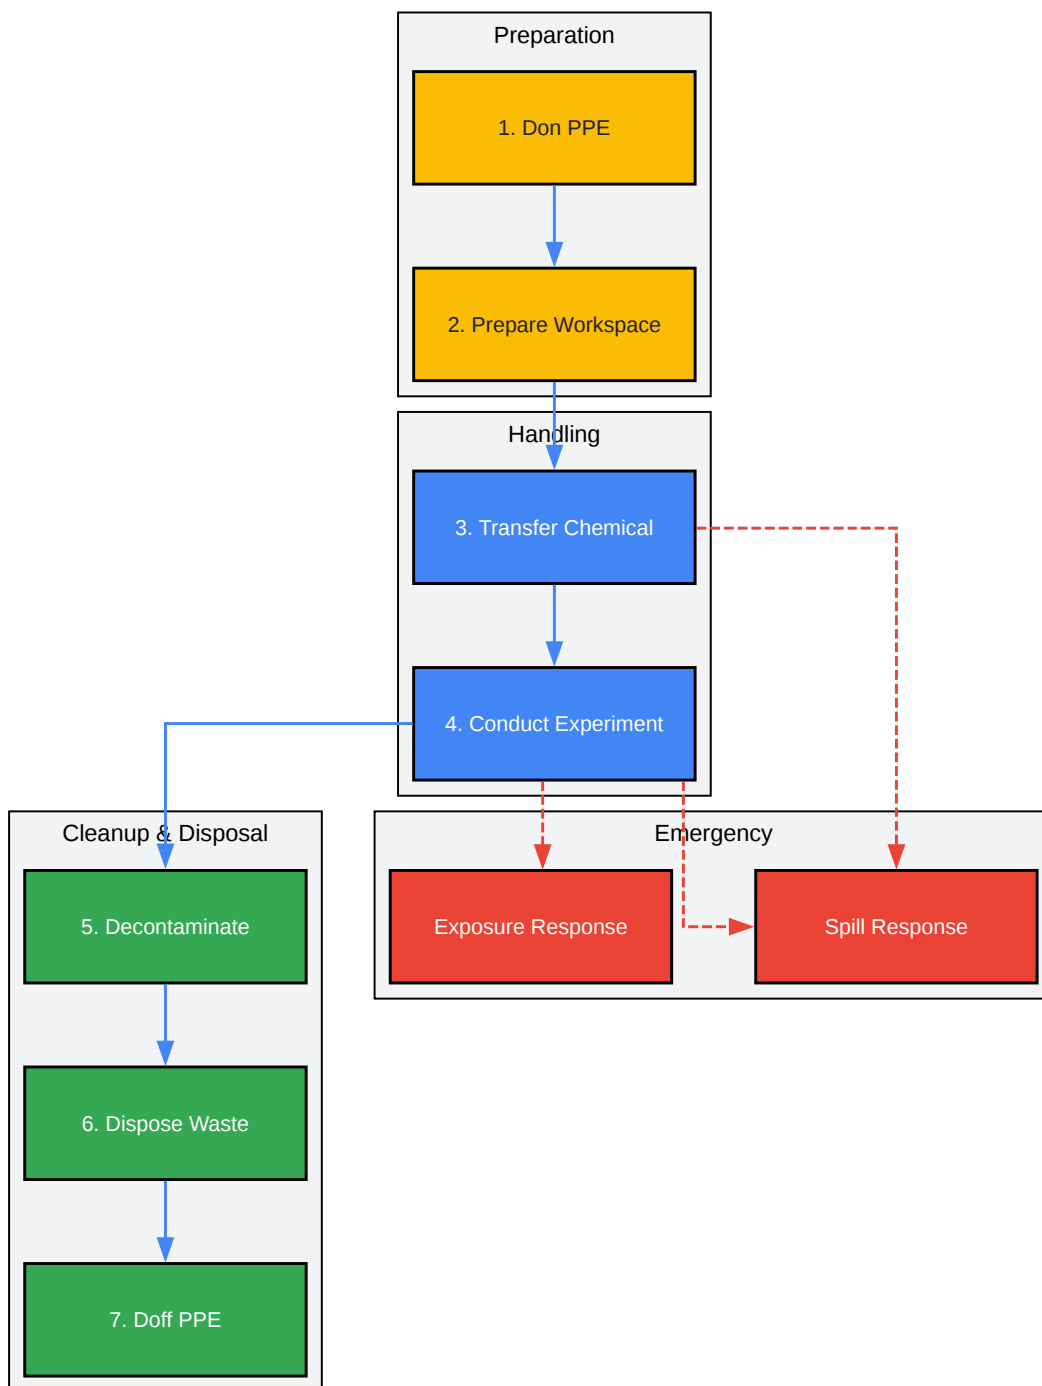 Preparation
1. Don PPE
2. Prepare Workspace
Handling
3. Transfer Chemical
4. Conduct Experiment
Cleanup & Disposal
5. Decontaminate
6. Dispose Waste
7. Doff PPE
Emergency
Exposure Response
Spill Response